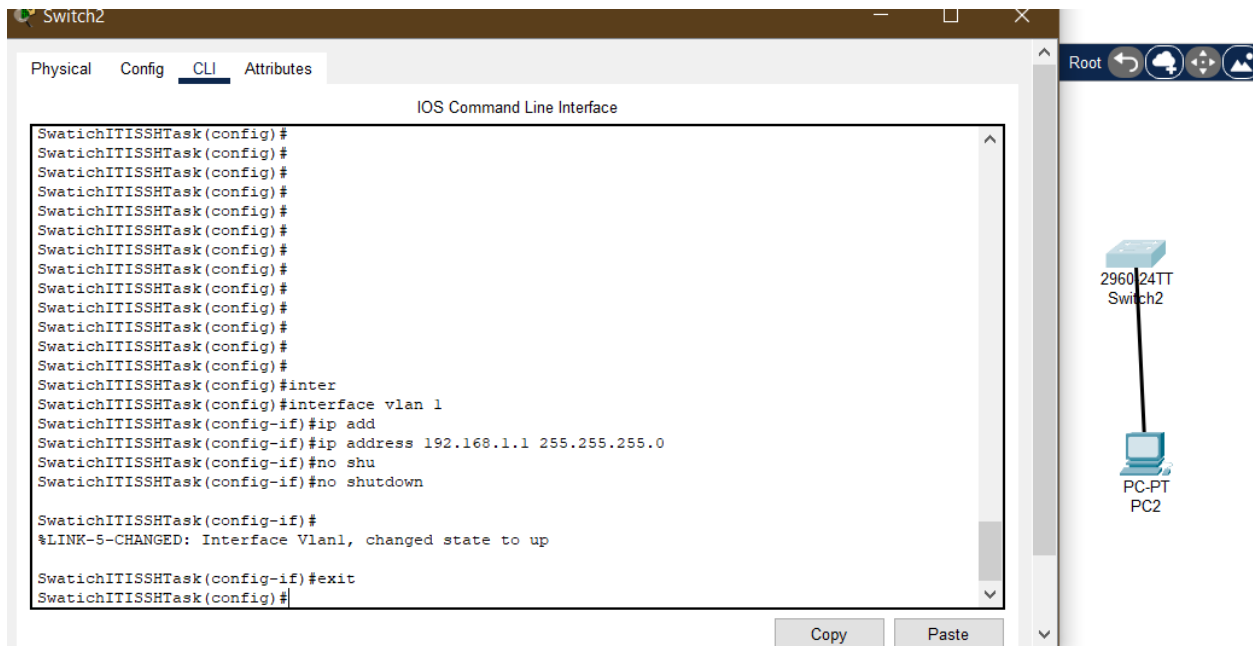 Switch2
Physical Config CLI Attributes
Root
IOS Command Line Interface
SwatichITISSHTask(config)#
SwatichITISSHTask(config)#
SwatichITISSHTask(config)#
SwatichITISSHTask(config)#
SwatichITISSHTask(config)#
SwatichITISSHTask(config)#
SwatichITISSHTask(config)#
SwatichITISSHTask(config)#
SwatichITISSHTask(config)#
SwatichITISSHTask(config)#
SwatichITISSHTask(config)#
SwatichITISSHTask(config)#
SwatichITISSHTask(config)#
SwatichITISSHTask(config)#inter
SwatichITISSHTask(config)#interface vlan 1
SwatichITISSHTask(config-if)#ip add
SwatichITISSHTask(config-if)#ip address 192.168.1.1 255.255.255.0
SwatichITISSHTask(config-if)#no shu
SwatichITISSHTask(config-if)#no shutdown
SwatichITISSHTask(config-if)#
%LINK-5-CHANGED: Interface Vlan1, changed state to up
SwatichITISSHTask(config-if)#exit
SwatichITISSHTask(config)#
Copy Paste
2960-24TT
Switch2
PC-PT
PC2